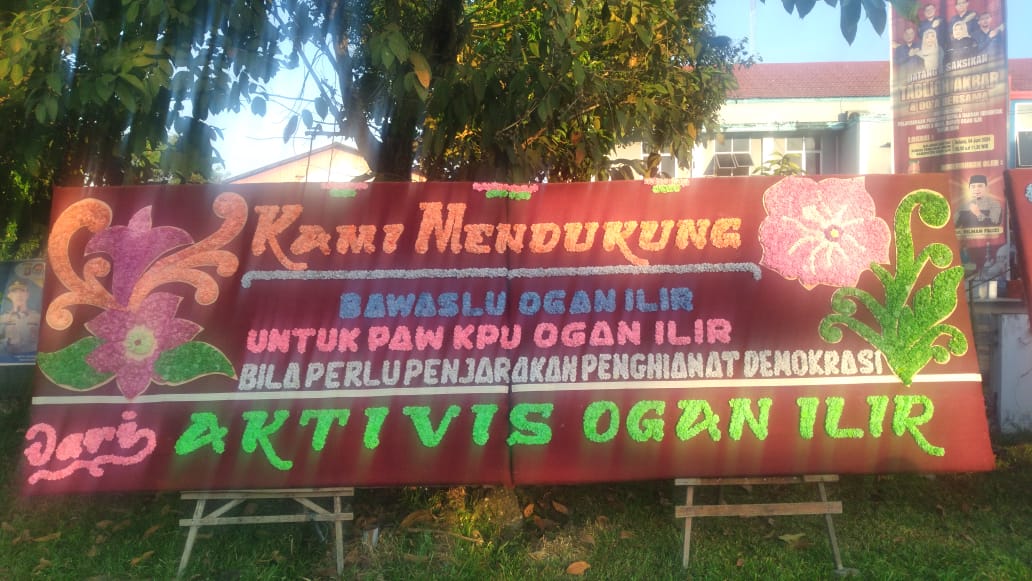 Kami Mendukung
BAWASLU OGAN ILIR
UNTUK PAW KPU OGAN ILIR
BILA PERLU PENJARAKAN PENGHIANAT DEMOKRASI
Dari AKTIVIS OGAN ILIR